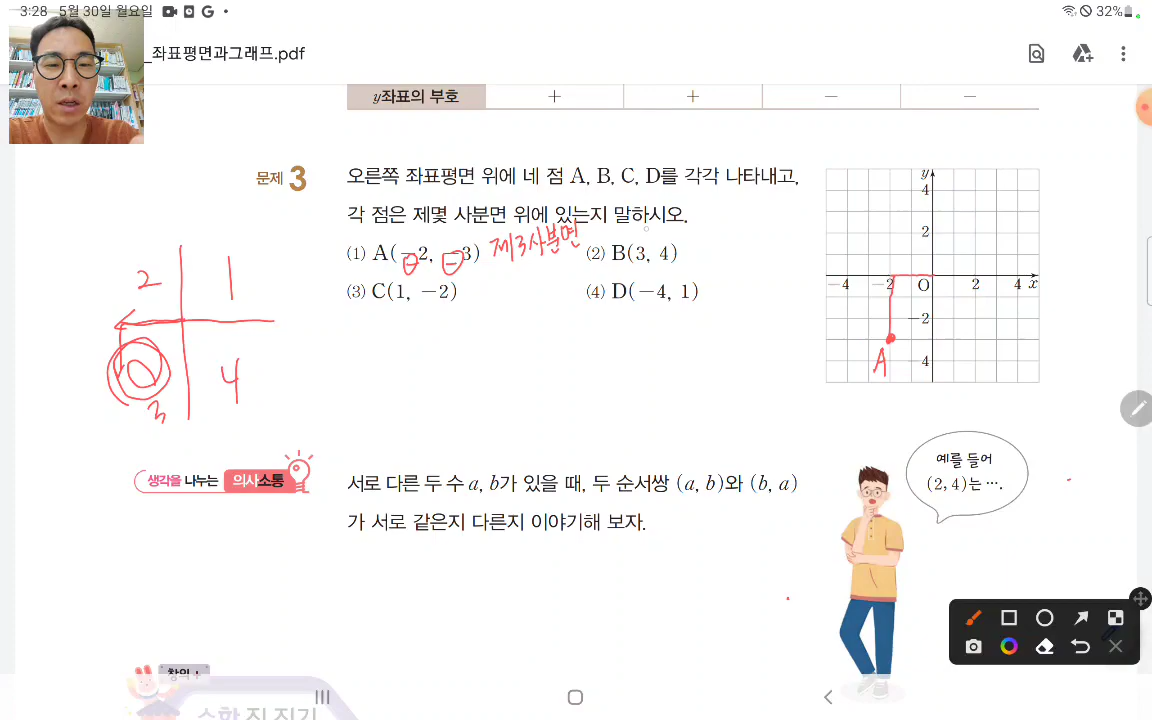 3:28 5월 30일 월요일
32%
_좌표평면과그래프.pdf
y좌표의 부호 + + − −
문제 3
오른쪽 좌표평면 위에 네 점 A, B, C, D를 각각 나타내고,
각 점은 제몇 사분면 위에 있는지 말하시오.
(1) A(−2, −3) 제3사분면 (2) B(3, 4)
(3) C(1, −2) (4) D(−4, 1)
2 1
3 4
y
4
2
−4 −2 O 2 4 x
−2
4
A
생각을 나누는 의사소통
서로 다른 두 수 a, b가 있을 때, 두 순서쌍 (a, b)와 (b, a)
가 서로 같은지 다른지 이야기해 보자.
예를 들어
(2, 4)는 ….
창의+